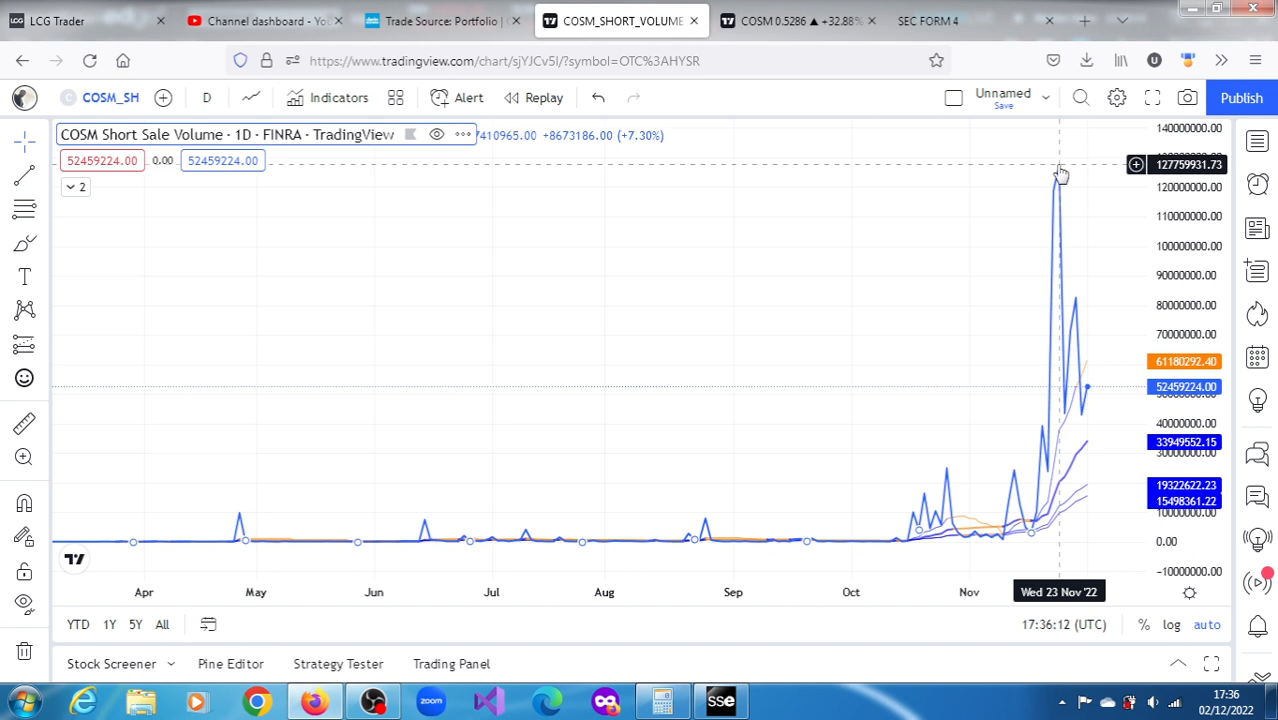 LCG Trader
Channel dashboard - You
Trade Source: Portfolio
COSM_SHORT_VOLUME
COSM 0.5286 ▲ +32.88%
SEC FORM 4
https://www.tradingview.com/chart/sjYJCv5I/?symbol=OTC%3AHYSR
COSM_SH
D
Indicators
Alert
Replay
Unnamed
Save
Publish
COSM Short Sale Volume · 1D · FINRA · TradingView
7410965.00 +8673186.00 (+7.30%)
52459224.00 0.00 52459224.00
2
140000000.00
127759931.73
120000000.00
110000000.00
100000000.00
90000000.00
80000000.00
70000000.00
61180292.40
52459224.00
40000000.00
33949552.15
30000000.00
19322622.23
15498361.22
10000000.00
0.00
−10000000.00
Apr May Jun Jul Aug Sep Oct Nov Wed 23 Nov '22
YTD 1Y 5Y All
17:36:12 (UTC) % log auto
Stock Screener Pine Editor Strategy Tester Trading Panel
zoom
SSE
17:36
02/12/2022